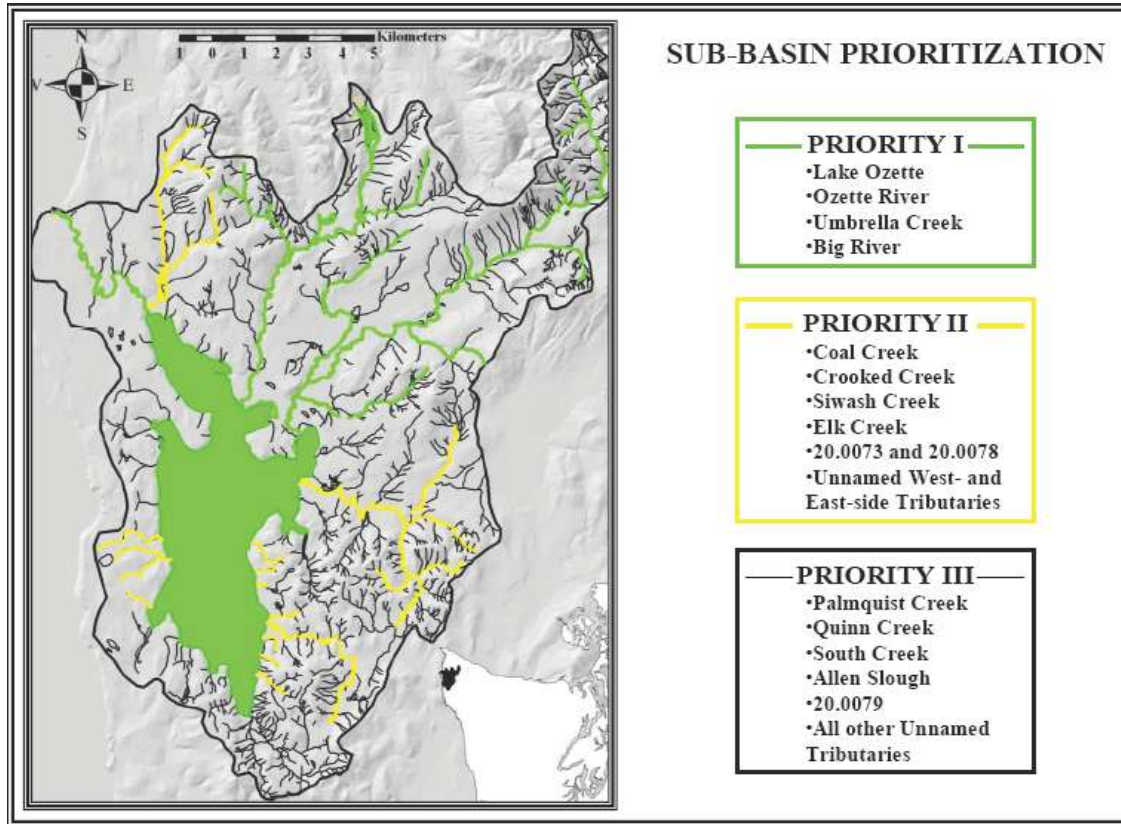 1 0 1 2 3 4 5 Kilometers
N
V E
S
SUB-BASIN PRIORITIZATION
PRIORITY I
•Lake Ozette
•Ozette River
•Umbrella Creek
•Big River
PRIORITY II
•Coal Creek
•Crooked Creek
•Siwash Creek
•Elk Creek
•20.0073 and 20.0078
•Unnamed West- and
East-side Tributaries
PRIORITY III
•Palmquist Creek
•Quinn Creek
•South Creek
•Allen Slough
•20.0079
•All other Unnamed
Tributaries